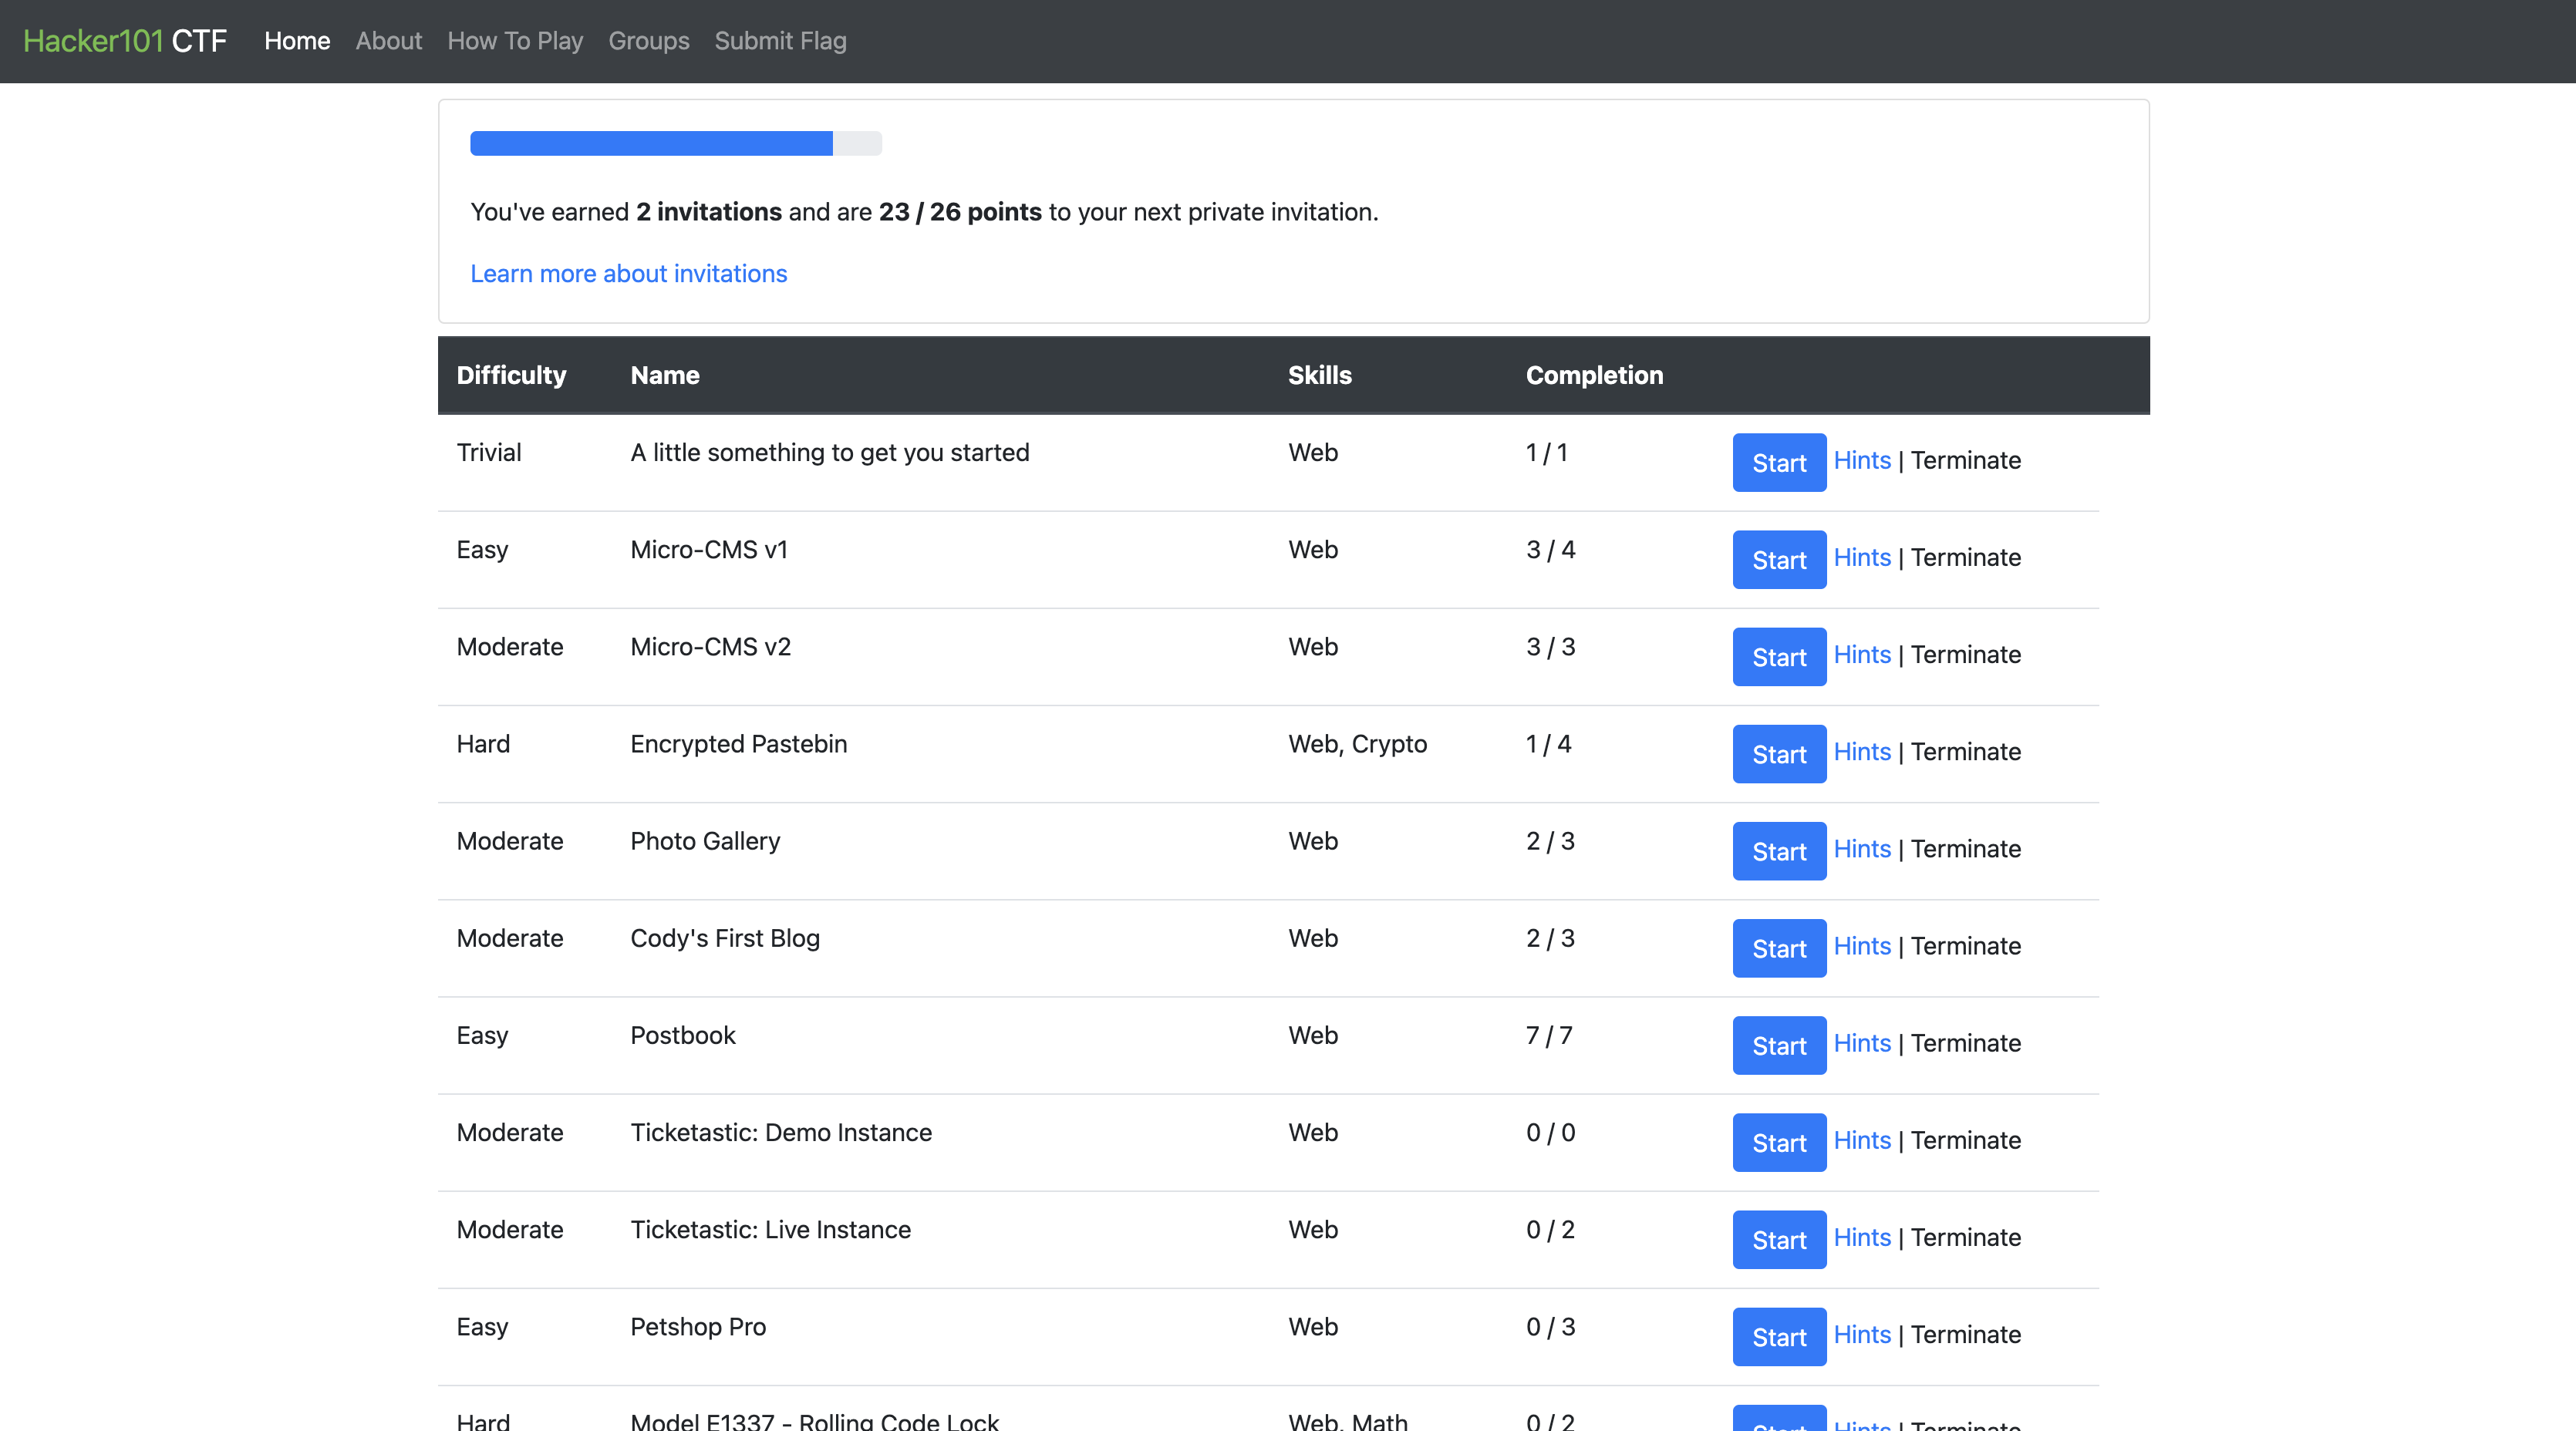 Hacker101 CTF Home About How To Play Groups Submit Flag
You've earned 2 invitations and are 23 / 26 points to your next private invitation.
Learn more about invitations
Difficulty Name Skills Completion
Trivial A little something to get you started Web 1 / 1 Start Hints | Terminate
Easy Micro-CMS v1 Web 3 / 4 Start Hints | Terminate
Moderate Micro-CMS v2 Web 3 / 3 Start Hints | Terminate
Hard Encrypted Pastebin Web, Crypto 1 / 4 Start Hints | Terminate
Moderate Photo Gallery Web 2 / 3 Start Hints | Terminate
Moderate Cody's First Blog Web 2 / 3 Start Hints | Terminate
Easy Postbook Web 7 / 7 Start Hints | Terminate
Moderate Ticketastic: Demo Instance Web 0 / 0 Start Hints | Terminate
Moderate Ticketastic: Live Instance Web 0 / 2 Start Hints | Terminate
Easy Petshop Pro Web 0 / 3 Start Hints | Terminate
Hard Model E1337 - Rolling Code Lock Web, Math 0 / 2 Start Hints | Terminate